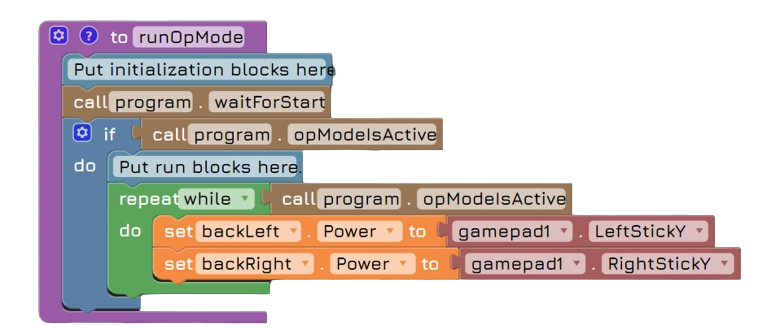 ? to runOpMode
Put initialization blocks here
call program . waitForStart
if call program . opModeIsActive
do Put run blocks here.
repeat while call program . opModeIsActive
do set backLeft . Power to gamepad1 . LeftStickY
set backRight . Power to gamepad1 . RightStickY